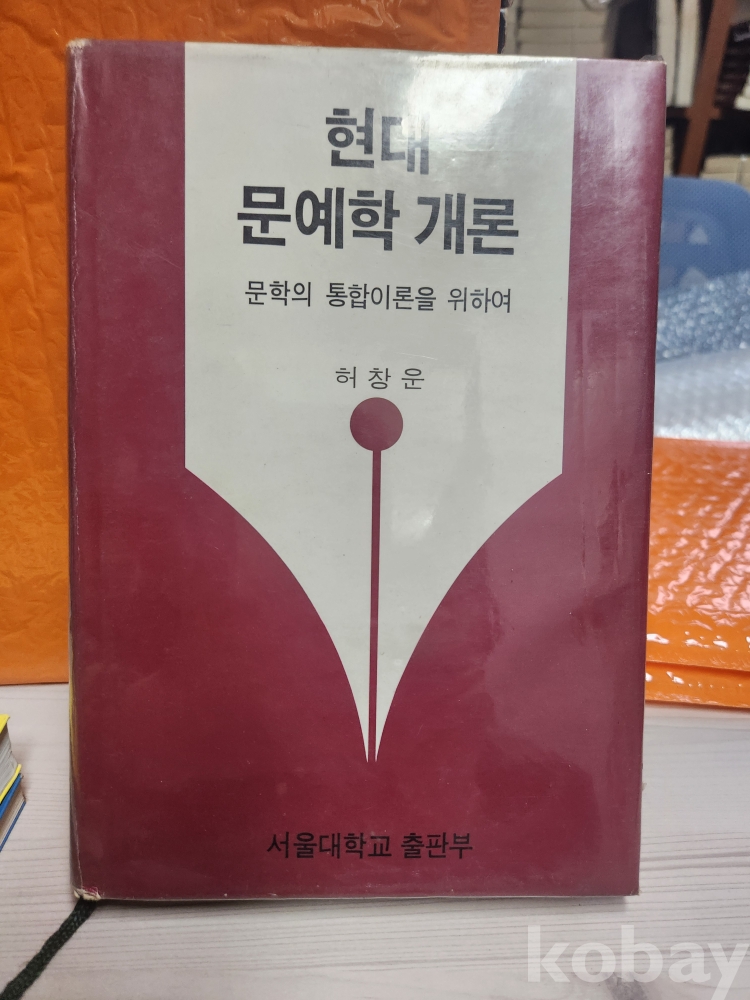 현대
문예학 개론
문학의 통합이론을 위하여
허창운
서울대학교 출판부
kobay